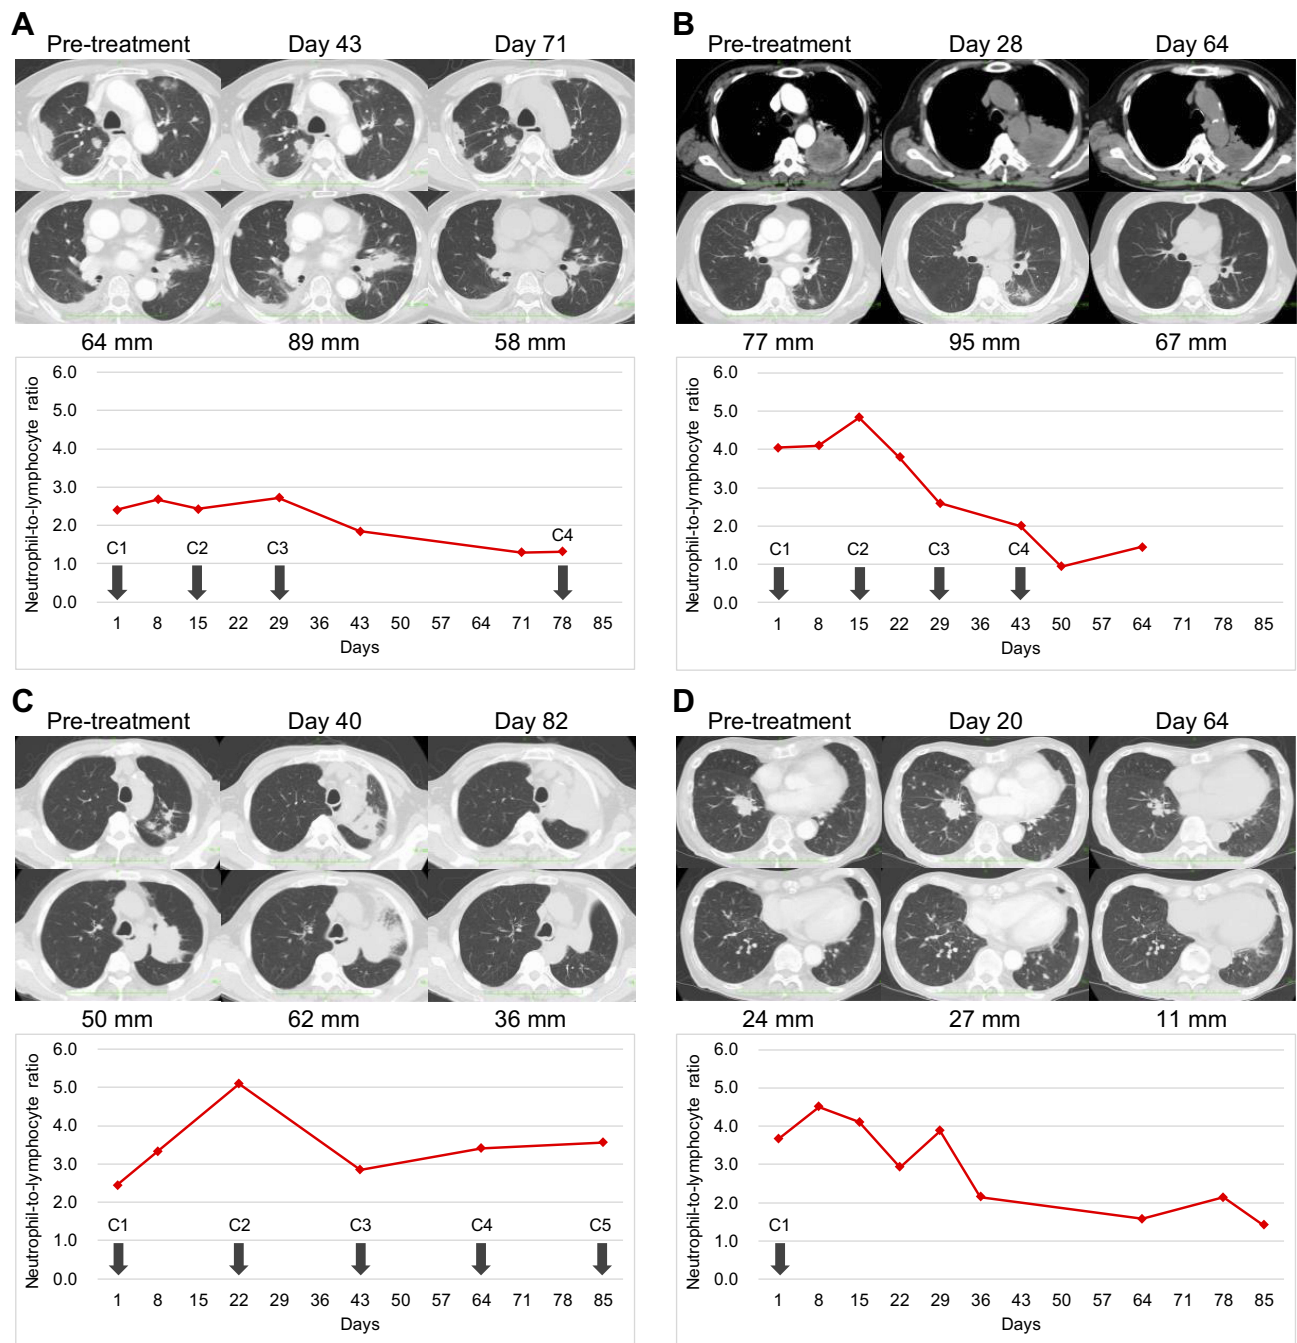 A
Pre-treatment Day 43 Day 71
64 mm 89 mm 58 mm
Neutrophil-to-lymphocyte ratio
6.0
5.0
4.0
3.0
2.0
1.0
0.0
C1 C2 C3 C4
1 8 15 22 29 36 43 50 57 64 71 78 85
Days
B
Pre-treatment Day 28 Day 64
77 mm 95 mm 67 mm
Neutrophil-to-lymphocyte ratio
6.0
5.0
4.0
3.0
2.0
1.0
0.0
C1 C2 C3 C4
1 8 15 22 29 36 43 50 57 64 71 78 85
Days
C
Pre-treatment Day 40 Day 82
50 mm 62 mm 36 mm
Neutrophil-to-lymphocyte ratio
6.0
5.0
4.0
3.0
2.0
1.0
0.0
C1 C2 C3 C4 C5
1 8 15 22 29 36 43 50 57 64 71 78 85
Days
D
Pre-treatment Day 20 Day 64
24 mm 27 mm 11 mm
Neutrophil-to-lymphocyte ratio
6.0
5.0
4.0
3.0
2.0
1.0
0.0
C1
1 8 15 22 29 36 43 50 57 64 71 78 85
Days